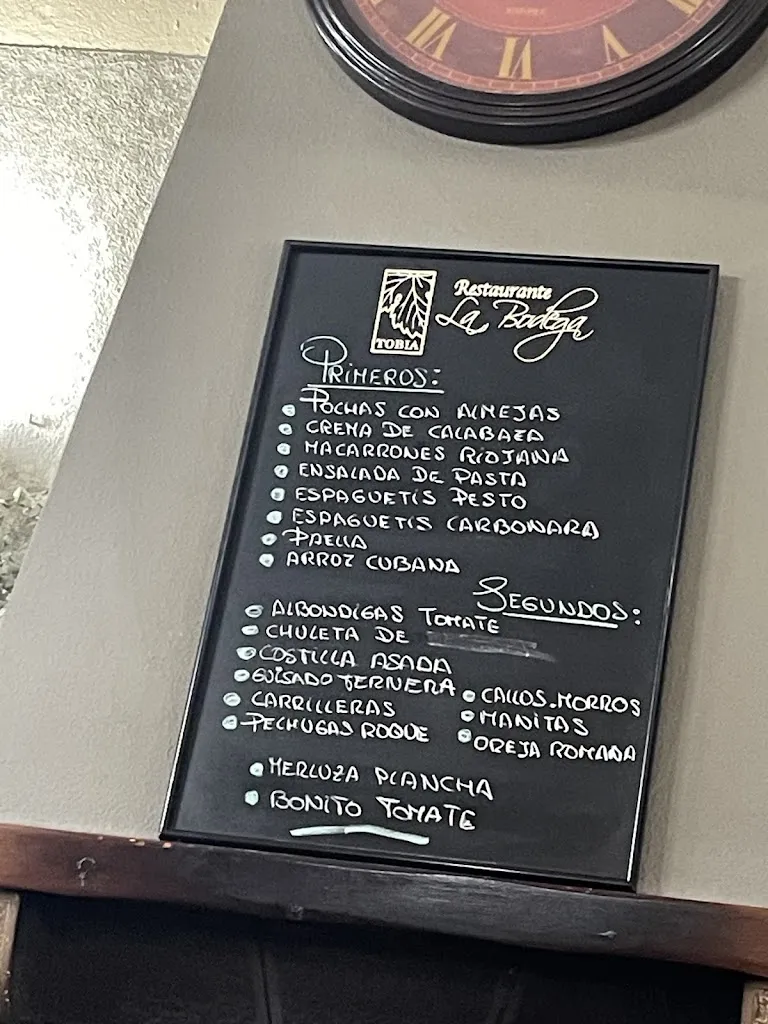 VII VI V
TOBIA
Restaurante
La Bodega
PRIMEROS:
POCHAS CON ALMEJAS
CREMA DE CALABAZA
MACARRONES RIOJANA
ENSALADA DE PASTA
ESPAGUETIS PESTO
ESPAGUETIS CARBONARA
PAELLA
ARROZ CUBANA
SEGUNDOS:
ALBONDIGAS TOMATE
CHULETA DE
COSTILLA ASADA
GUISADO TERNERA
CARRILLERAS
PECHUGAS ROQUE
CALLOS-MORROS
MANITAS
OREJA ROMANA
MERLUZA PLANCHA
BONITO TOMATE